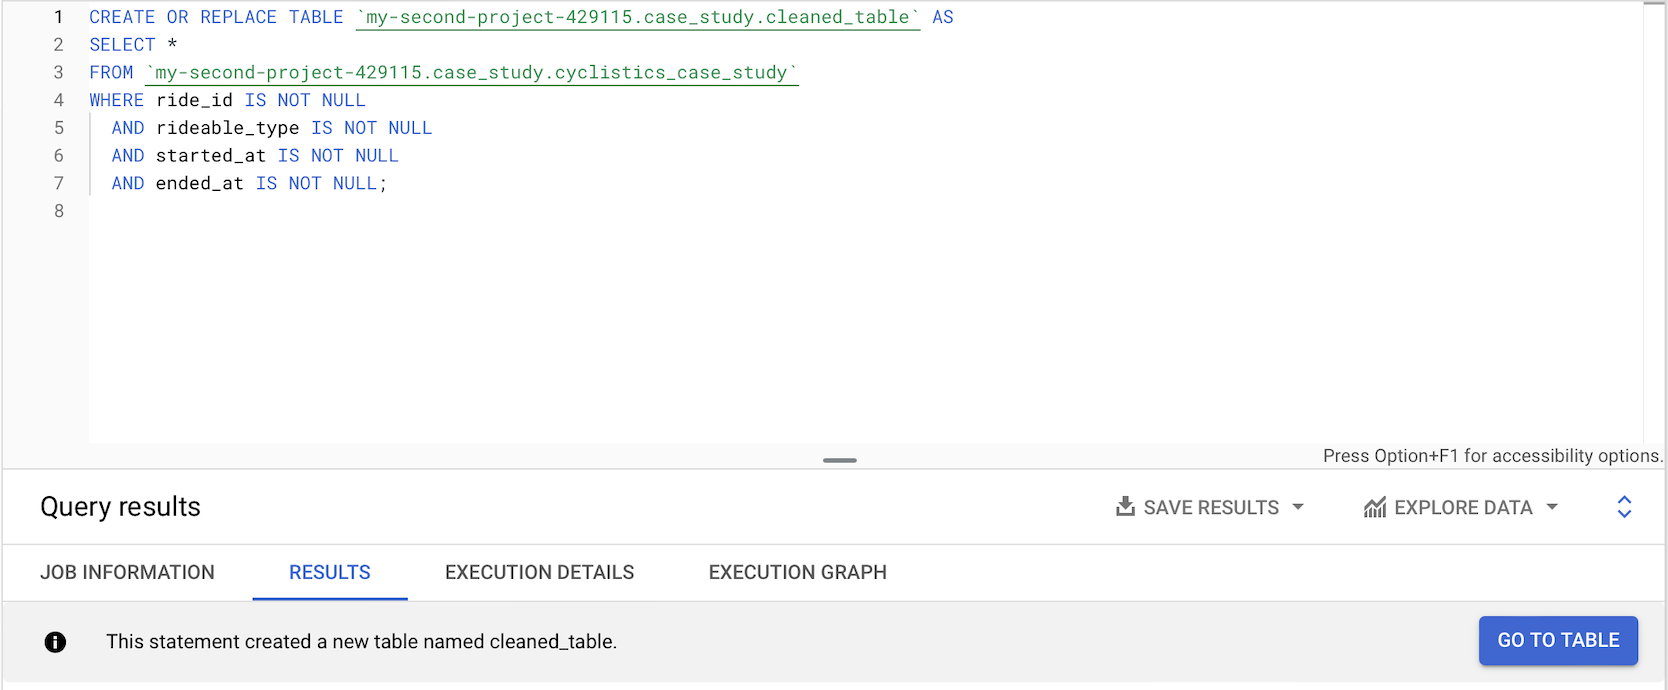 1 CREATE OR REPLACE TABLE `my-second-project-429115.case_study.cleaned_table` AS
2 SELECT *
3 FROM `my-second-project-429115.case_study.cyclistics_case_study`
4 WHERE ride_id IS NOT NULL
5 AND rideable_type IS NOT NULL
6 AND started_at IS NOT NULL
7 AND ended_at IS NOT NULL;
8
Press Option+F1 for accessibility options.
Query results
SAVE RESULTS
EXPLORE DATA
JOB INFORMATION
RESULTS
EXECUTION DETAILS
EXECUTION GRAPH
This statement created a new table named cleaned_table.
GO TO TABLE